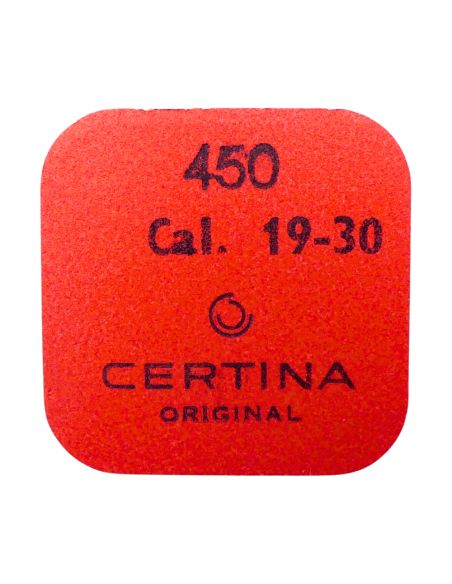 450
Cal. 19-30
CERTINA
ORIGINAL